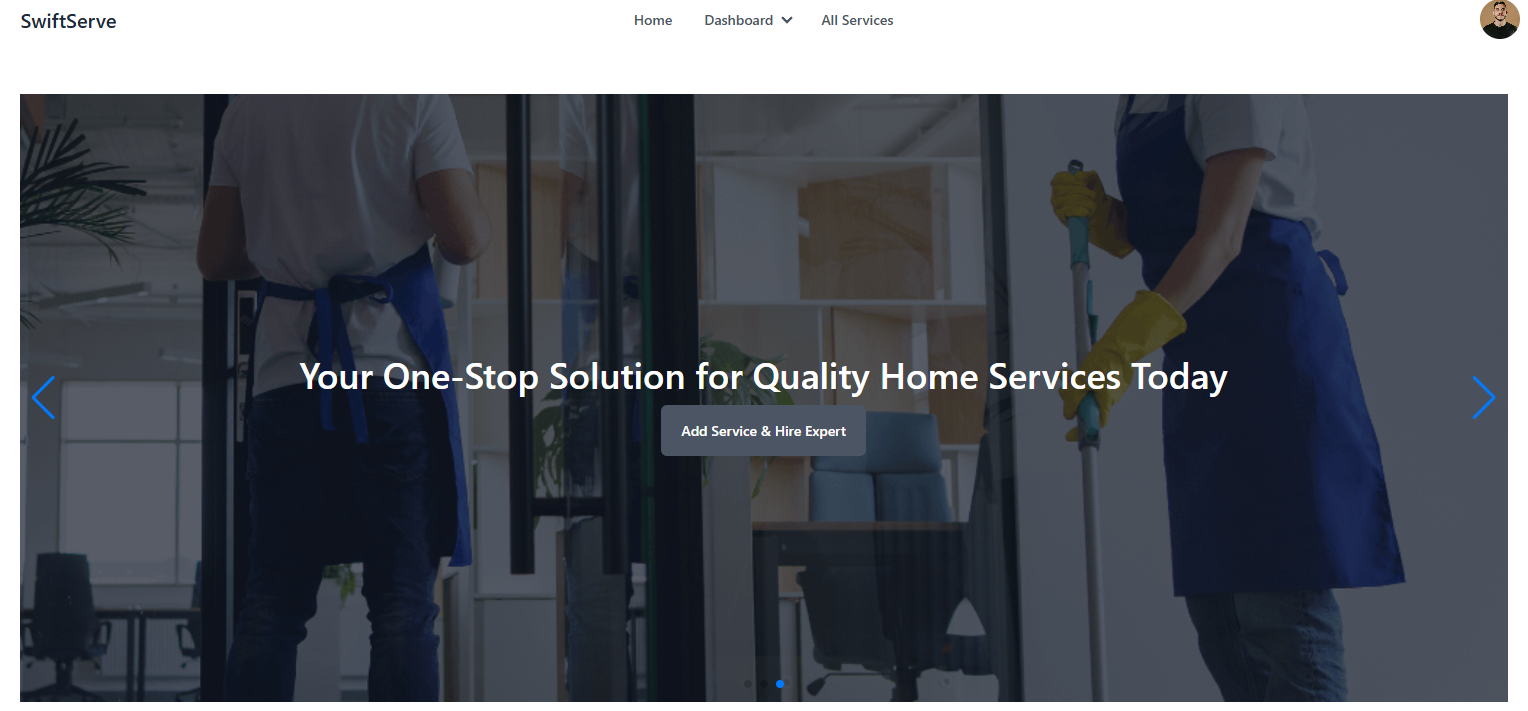 SwiftServe
Home Dashboard All Services
Your One-Stop Solution for Quality Home Services Today
Add Service & Hire Expert